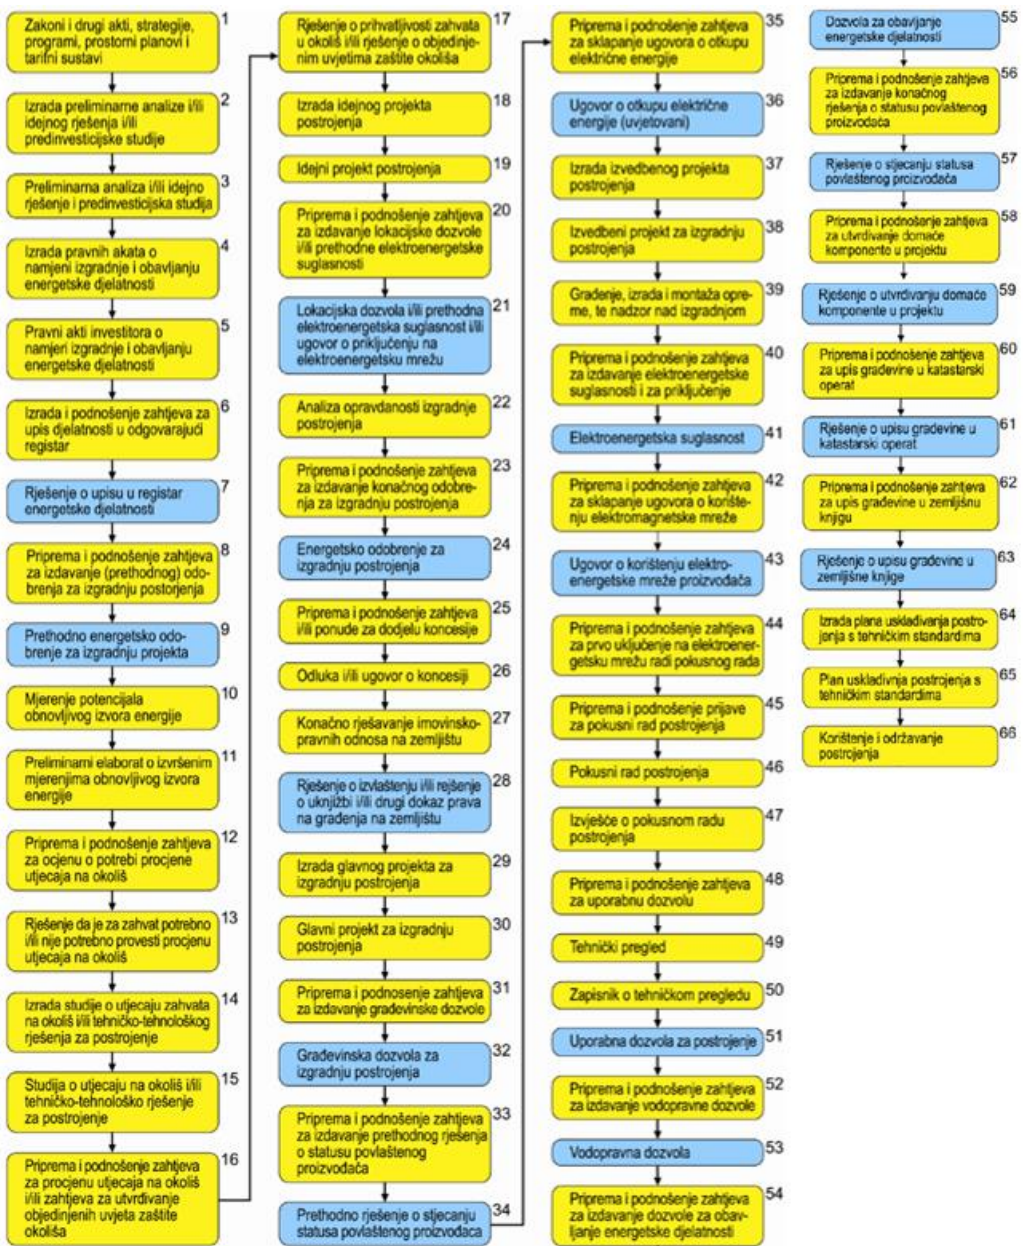 1
Zakoni i drugi akti, strategije,
programi, prostorni planovi i
tarifni sustavi
2
Izrada preliminarne analize i/ili
idejnog rješenja i/ili
predinvesticijske studije
3
Preliminarna analiza i/ili idejno
rješenje i predinvesticijska studija
4
Izrada pravnih akata o
namjeni izgradnje i obavljanju
energetske djelatnosti
5
Pravni akti investitora o
namjeri izgradnje i obavljanju
energetske djelatnosti
6
Izrada i podnošenje zahtjeva za
upis djelatnosti u odgovarajući
registar
7
Rješenje o upisu u registar
energetske djelatnosti
8
Priprema i podnošenje zahtjeva
za izdavanje (prethodnog) odo-
brenja za izgradnju postorjenja
9
Prethodno energetsko odo-
brenje za izgradnju projekta
10
Mjerenje potencijala
obnovljivog izvora energije
11
Preliminarni elaborat o izvršenim
mjerenjima obnovljivog izvora
energije
12
Priprema i podnošenje zahtjeva
za ocjenu o potrebi procjene
utjecaja na okoliš
13
Rješenje da je za zahvat potrebno
i/ili nije potrebno provesti procjenu
utjecaja na okoliš
14
Izrada studije o utjecaju zahvata
na okoliš i/ili tehničko-tehnološkog
rješenja za postrojenje
15
Studija o utjecaju na okoliš i/ili
tehničko-tehnološko rješenje
za postrojenje
16
Priprema i podnošenje zahtjeva
za procjenu utjecaja na okoliš
i/ili zahtjeva za utvrđivanje
objedinjenih uvjeta zaštite
okoliša
17
Rješenje o prihvatljivosti zahvata
u okoliš i/ili rješenje o objedinje-
nim uvjetima zaštite okoliša
18
Izrada idejnog projekta
postrojenja
19
Idejni projekt postrojenja
20
Priprema i podnošenje zahtjeva
za izdavanje lokacijske dozvole
i/ili prethodne elektroenergetske
suglasnosti
21
Lokacijska dozvola i/ili prethodna
elektroenergetska suglasnost i/ili
ugovor o priključenju na
elektroenergetsku mrežu
22
Analiza opravdanosti izgradnje
postrojenja
23
Priprema i podnošenje zahtjeva
za izdavanje konačnog odobre-
nja za izgradnju postrojenja
24
Energetsko odobrenje za
izgradnju postrojenja
25
Priprema i podnošenje zahtjeva
i/ili ponude za dodjelu koncesije
26
Odluka i/ili ugovor o koncesiji
27
Konačno rješavanje imovinsko-
pravnih odnosa na zemljištu
28
Rješenje o izvlaštenju i/ili rejšenje
o uknjižbi i/ili drugi dokaz prava
na građenja na zemljištu
29
Izrada glavnog projekta za
izgradnju postrojenja
30
Glavni projekt za izgradnju
postrojenja
31
Priprema i podnosenje zahtjeva
za izdavanje građevinske dozvole
32
Građevinska dozvola za
izgradnju postrojenja
33
Priprema i podnošenje zahtjeva
za izdavanje prethodnog rješenja
o statusu povlaštenog
proizvođača
34
Prethodno rješenje o stjecanju
statusa povlaštenog proizvođaca
35
Priprema i podnošenje zahtjeva
za sklapanje ugovora o otkupu
električne energije
36
Ugovor o otkupu električne
energije (uvjetovani)
37
Izrada izvedbenog projekta
postrojenja
38
Izvedbeni projekt za izgradnju
postrojenja
39
Građenje, izrada i montaža opre-
me, te nadzor nad izgradnjom
40
Priprema i podnošenje zahtjeva
za izdavanje elektroenergetske
suglasnosti i za priključenje
41
Elektroenergetska suglasnost
42
Priprema i podnošenje zahtjeva
za sklapanje ugovora o korište-
nju elektromagnetske mreže
43
Ugovor o korištenju elektro-
energetske mreže proizvođača
44
Priprema i podnošenje zahtjeva
za prvo uključenje na elektroener-
getsku mrežu radi pokusnog rada
45
Priprema i podnošenje prijave
za pokusni rad postrojenja
46
Pokusni rad postrojenja
47
Izvješće o pokusnom radu
postrojenja
48
Priprema i podnošenje zahtjeva
za uporabnu dozvolu
49
Tehnički pregled
50
Zapisnik o tehničkom pregledu
51
Uporabna dozvola za postrojenje
52
Priprema i podnošenje zahtjeva
za izdavanje vodopravne dozvole
53
Vodopravna dozvola
54
Priprema i podnošenje zahtjeva
za izdavanje dozvole za obav-
ljanje energetske djelatnosti
55
Dozvola za obavljanje
energetske djelatnosti
56
Priprema i podnošenje zahtjeva
za izdavanje konačnog
rješenja o statusu povlaštenog
proizvođača
57
Rješenje o stjecanju statusa
povlaštenog proizvođača
58
Priprema i podnošenje zahtjeva
za utvrđivanje domaće
komponente u projektu
59
Rješenje o utvrđivanju domaće
komponente u projektu
60
Priprema i podnošenje zahtjeva
za upis građevine u katastarski
operat
61
Rješenje o upisu građevine u
katastarski operat
62
Priprema i podnošenje zahtjeva
za upis građevine u zemljišnu
knjigu
63
Rješenje o upisu građevine u
zemljišne knjige
64
Izrada plana usklađivanja postro-
jenja s tehničkim standardima
65
Plan usklađivnja postrojenja s
tehničkim standardima
66
Korištenje i održavanje
postrojenja